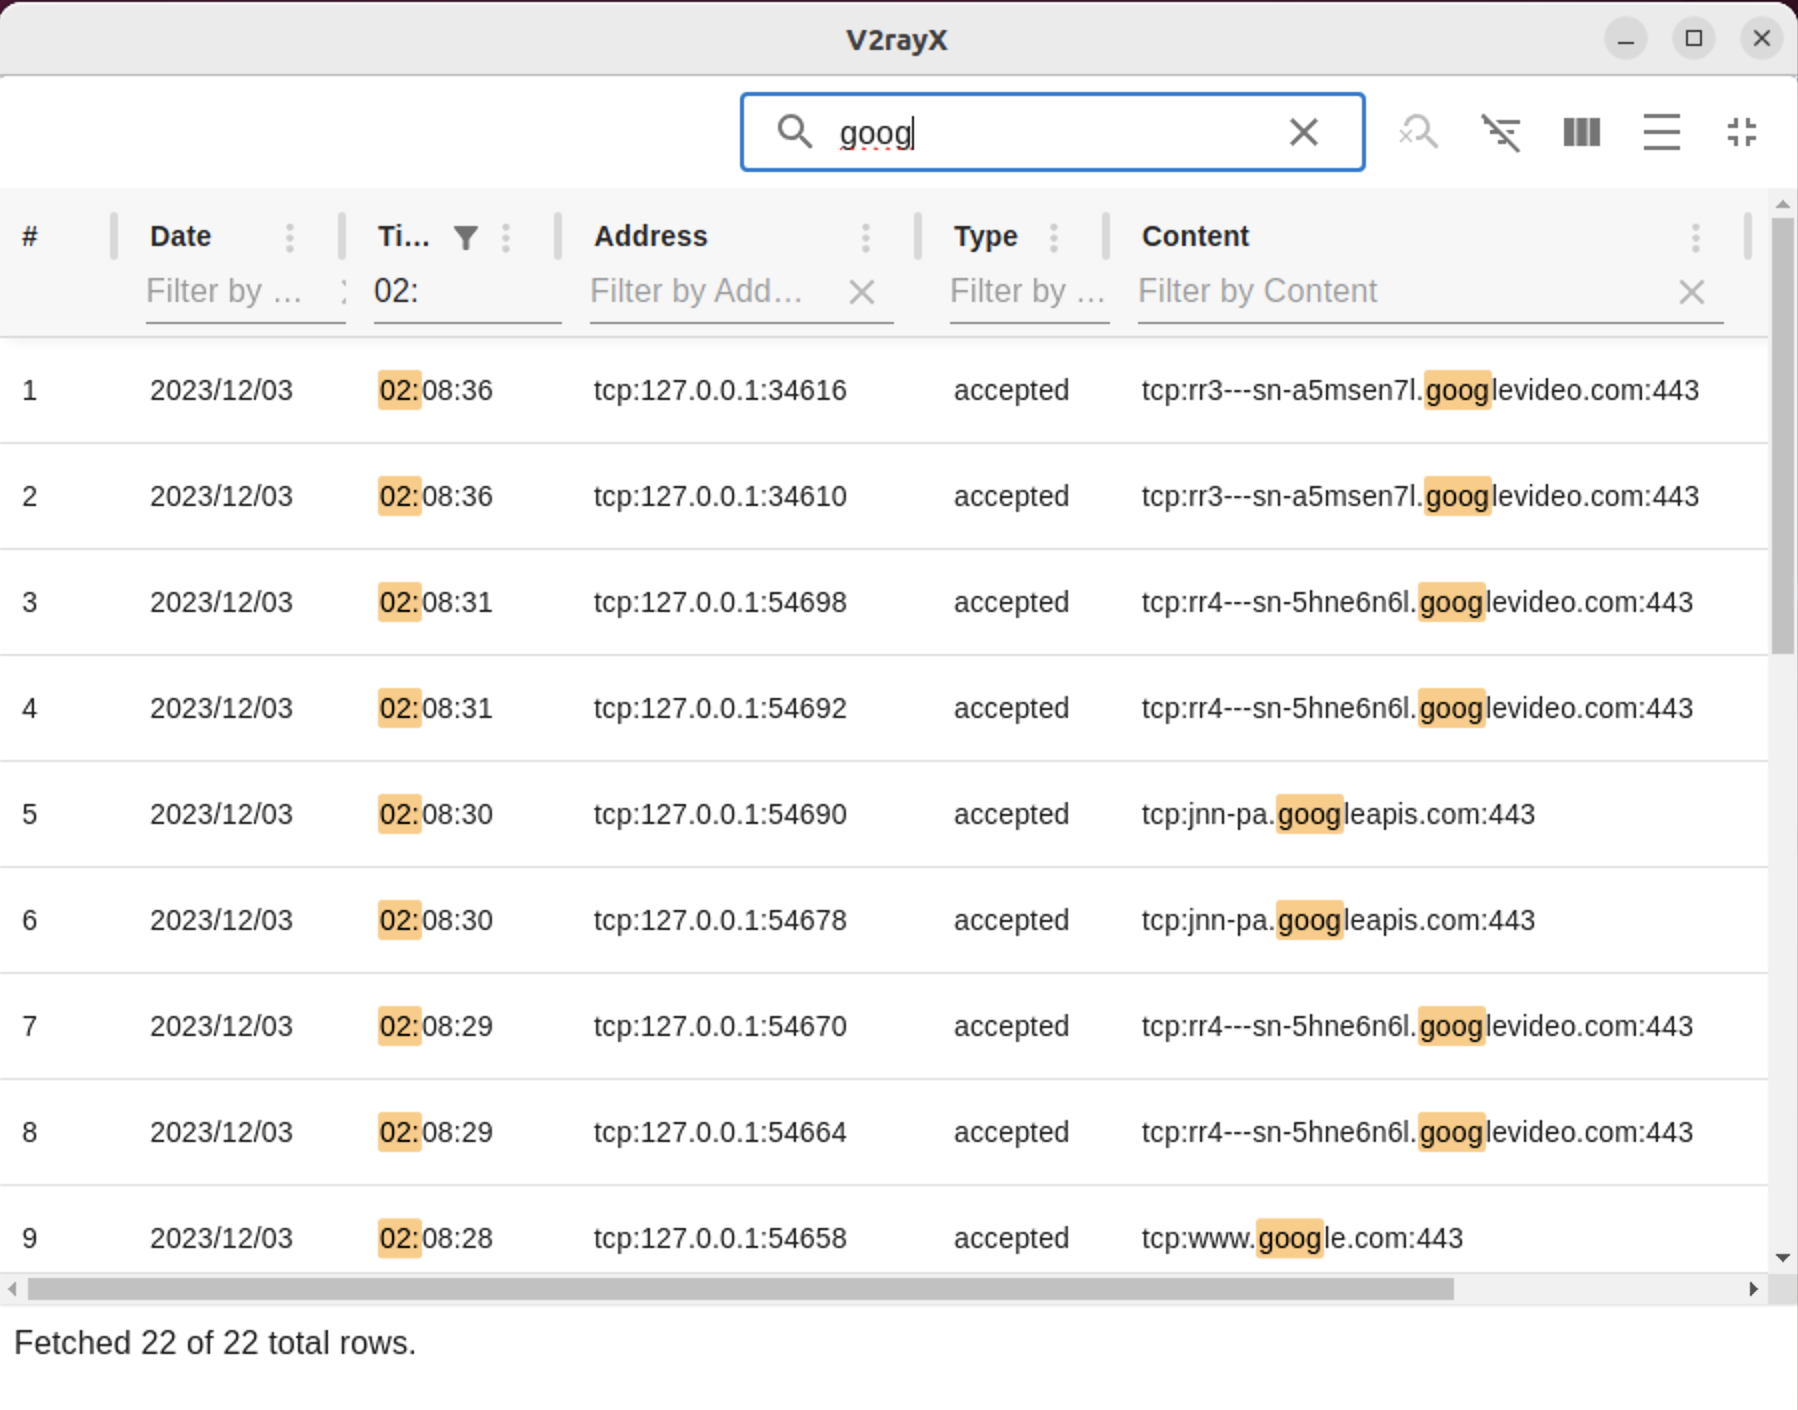 V2rayX
goog
# Date Ti... Address Type Content
Filter by ... 02: Filter by Add... Filter by ... Filter by Content
1 2023/12/03 02:08:36 tcp:127.0.0.1:34616 accepted tcp:rr3---sn-a5msen7l.googlevideo.com:443
2 2023/12/03 02:08:36 tcp:127.0.0.1:34610 accepted tcp:rr3---sn-a5msen7l.googlevideo.com:443
3 2023/12/03 02:08:31 tcp:127.0.0.1:54698 accepted tcp:rr4---sn-5hne6n6l.googlevideo.com:443
4 2023/12/03 02:08:31 tcp:127.0.0.1:54692 accepted tcp:rr4---sn-5hne6n6l.googlevideo.com:443
5 2023/12/03 02:08:30 tcp:127.0.0.1:54690 accepted tcp:jnn-pa.googleapis.com:443
6 2023/12/03 02:08:30 tcp:127.0.0.1:54678 accepted tcp:jnn-pa.googleapis.com:443
7 2023/12/03 02:08:29 tcp:127.0.0.1:54670 accepted tcp:rr4---sn-5hne6n6l.googlevideo.com:443
8 2023/12/03 02:08:29 tcp:127.0.0.1:54664 accepted tcp:rr4---sn-5hne6n6l.googlevideo.com:443
9 2023/12/03 02:08:28 tcp:127.0.0.1:54658 accepted tcp:www.google.com:443
Fetched 22 of 22 total rows.